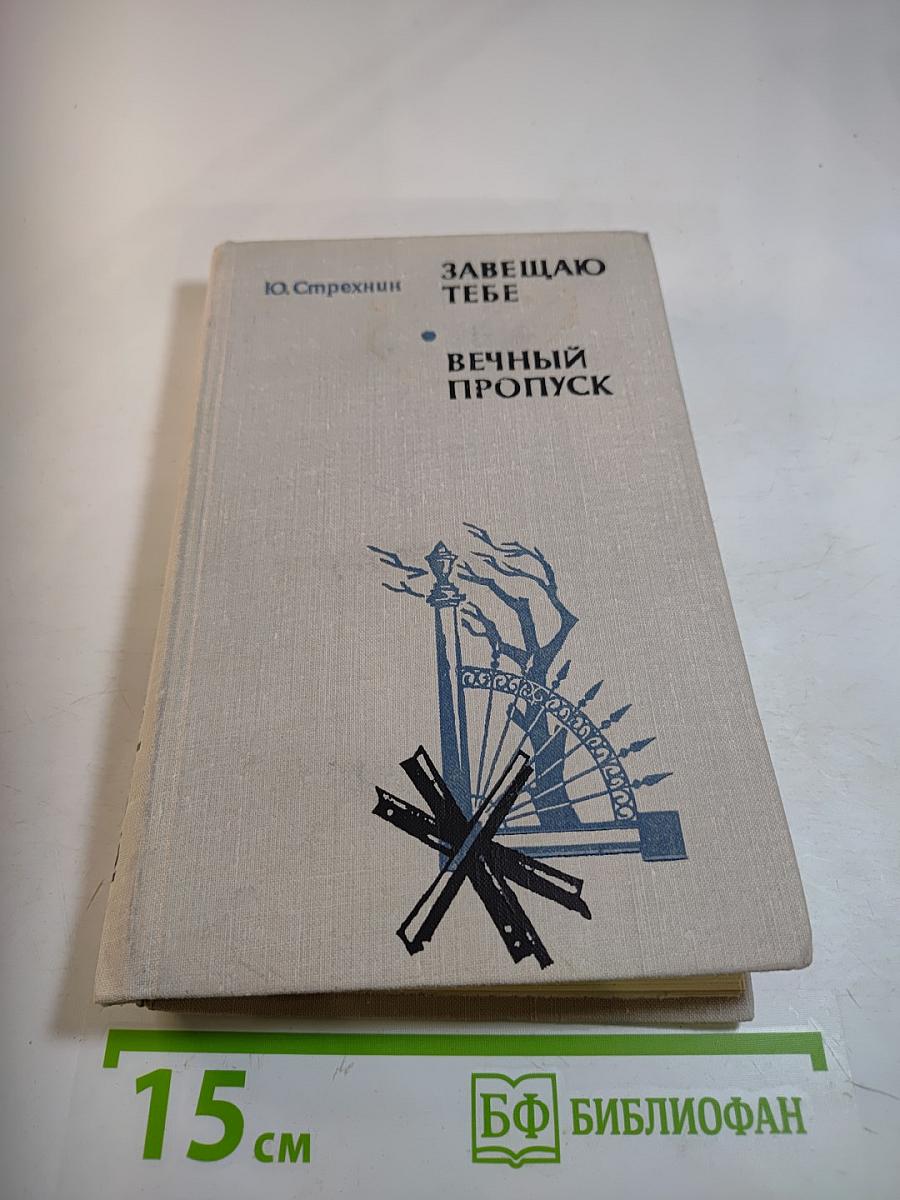 Ю. Стрехнин
ЗАВЕЩАЮ
ТЕБЕ
ВЕЧНЫЙ
ПРОПУСК
15 см
БФ БИБЛИОФАН